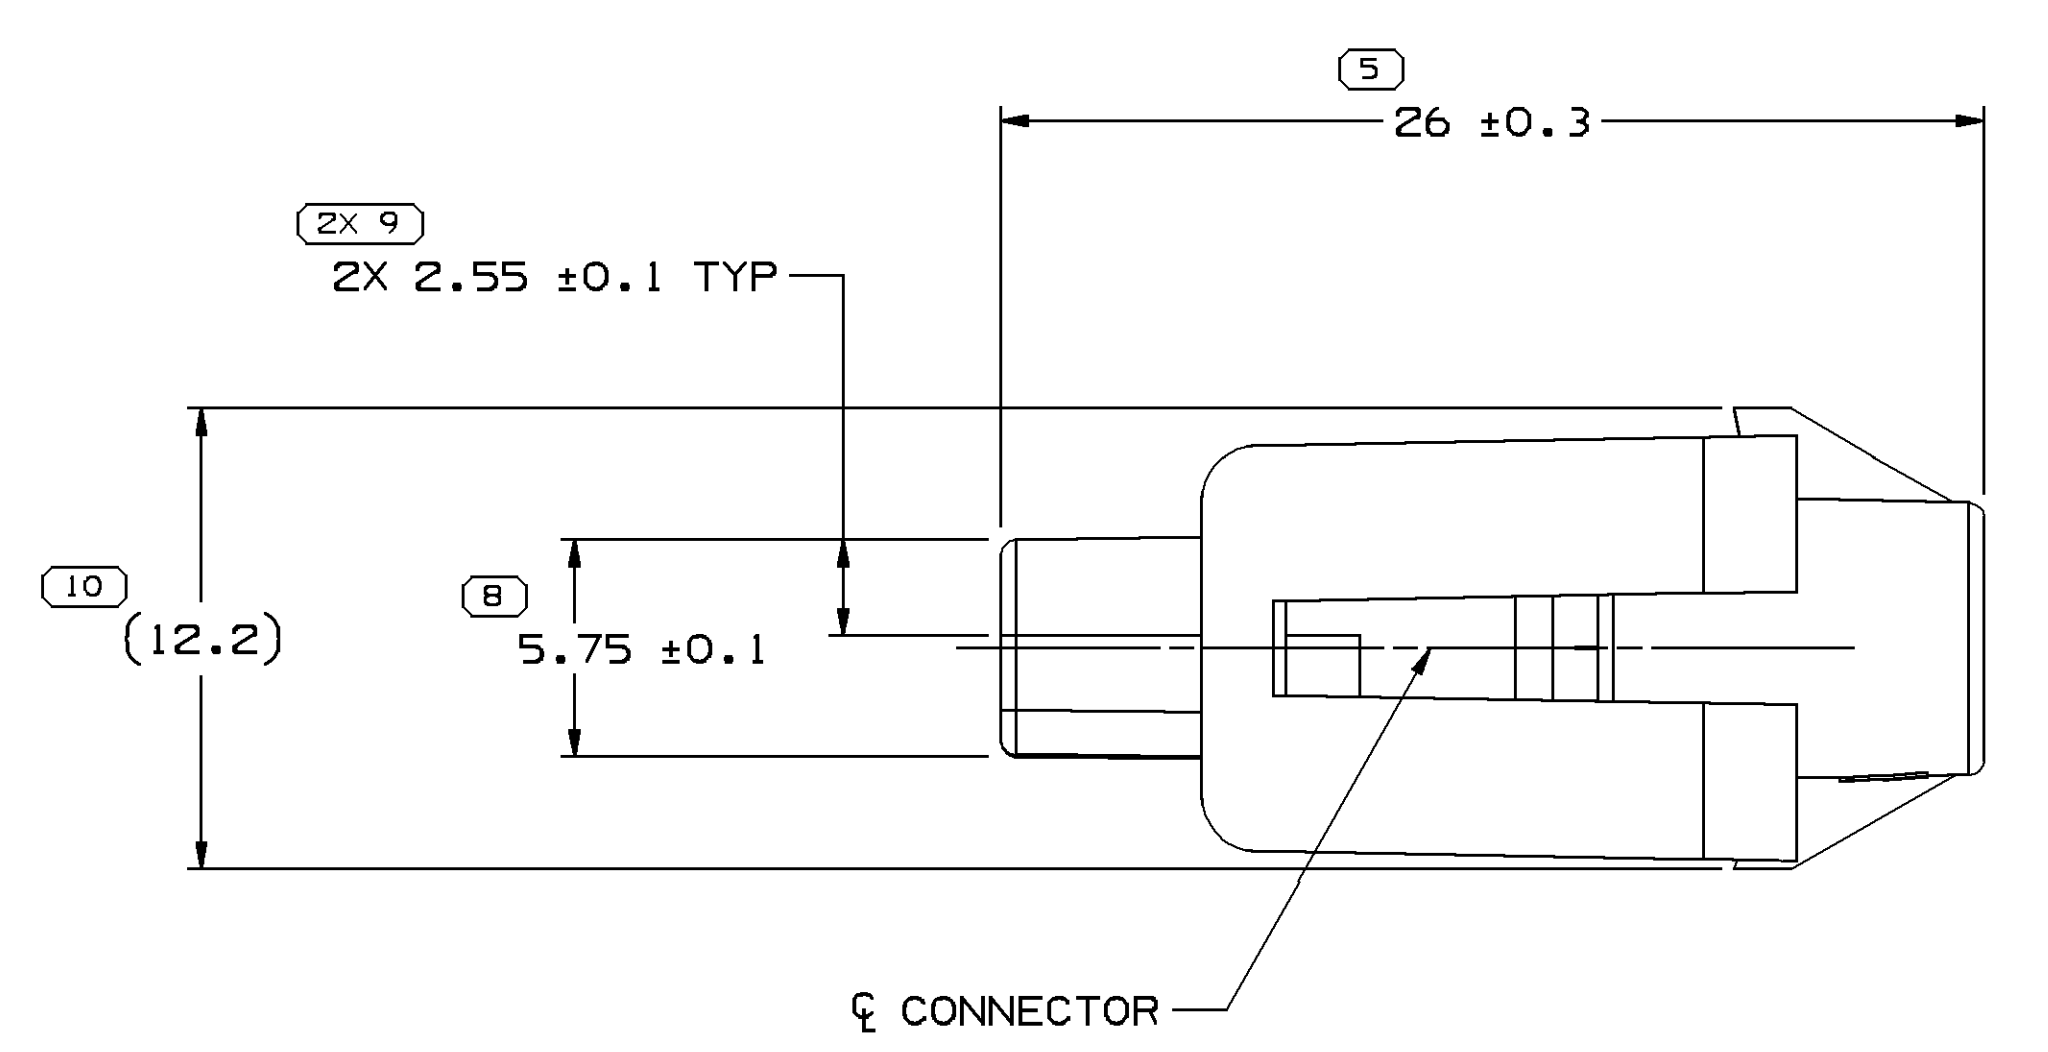 5
26 ±0.3
2X 9
2X 2.55 ±0.1 TYP
10
(12.2)
8
5.75 ±0.1
℄ CONNECTOR